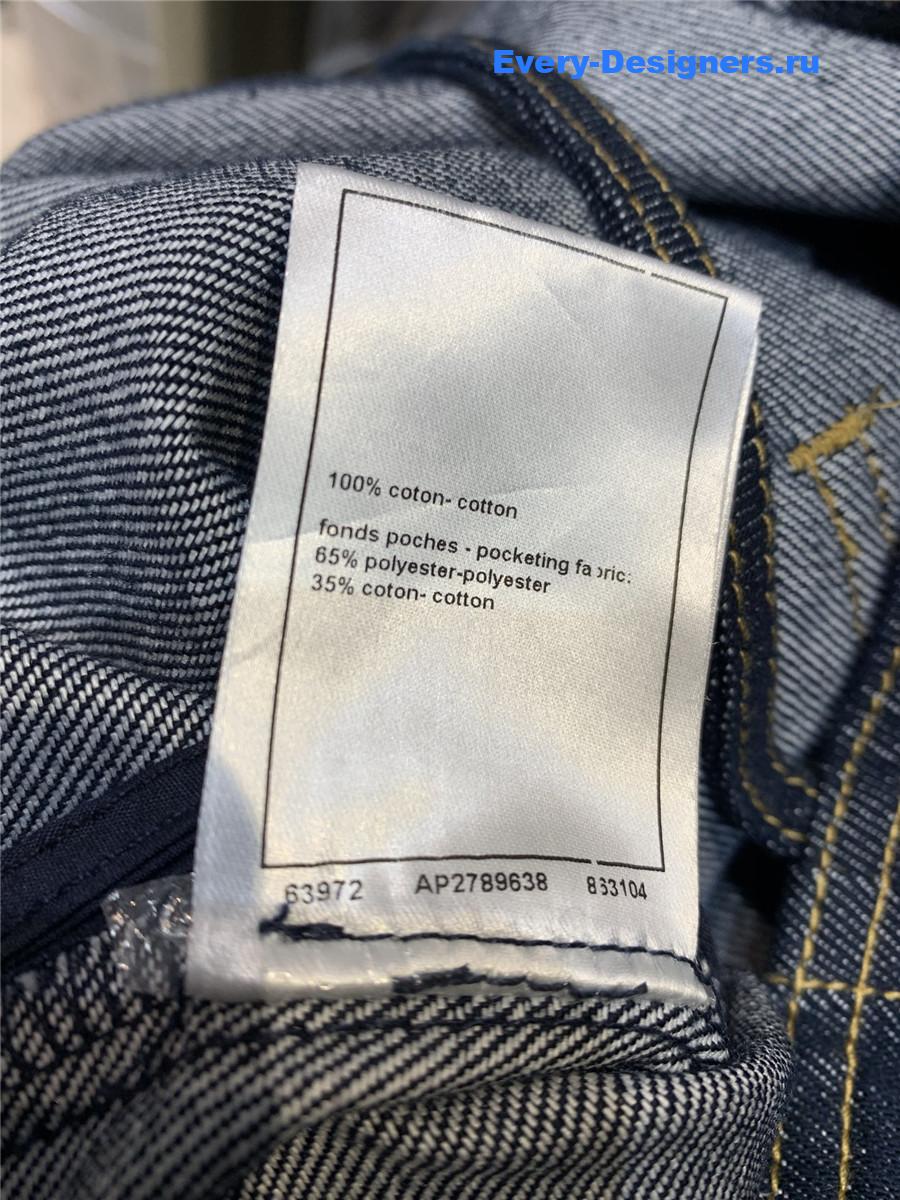 Every-Designers.ru
100% coton- cotton
fonds poches - pocketing fabric:
65% polyester-polyester
35% coton- cotton
63972 AP2789638 863104